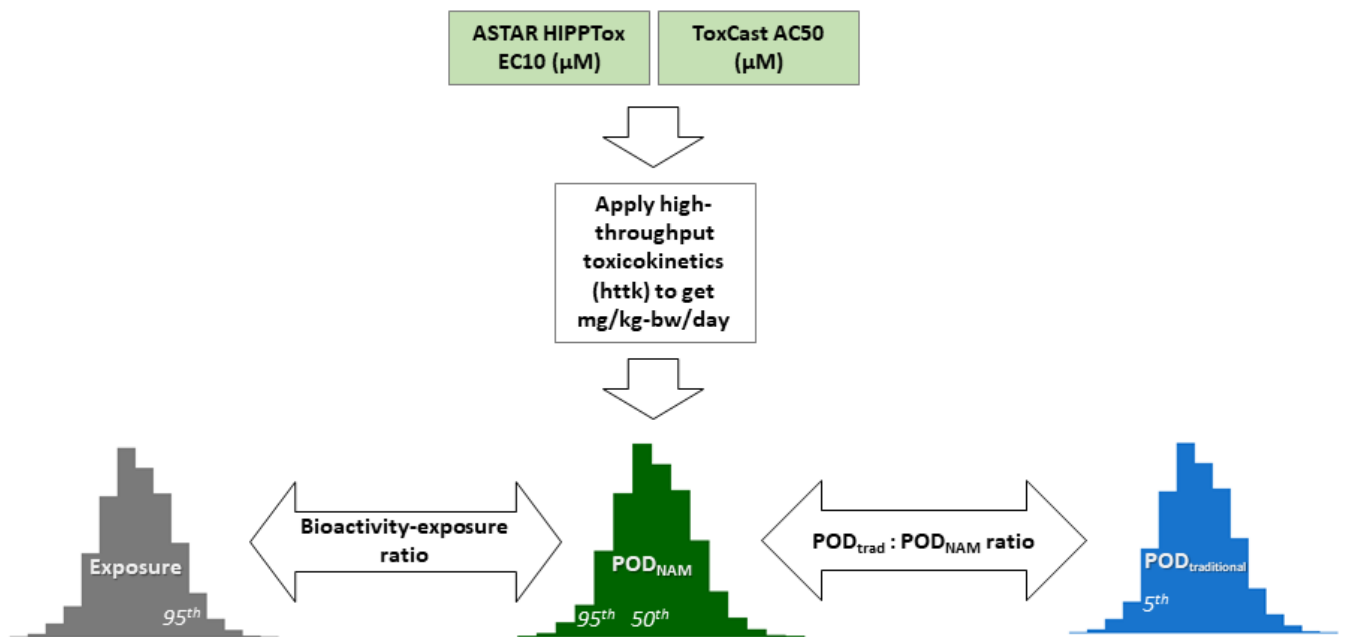 ASTAR HIPPTox
EC10 (µM)
ToxCast AC50
(µM)
Apply high-
throughput
toxicokinetics
(httk) to get
mg/kg-bw/day
Exposure
95th
Bioactivity-exposure
ratio
PODNAM
95th 50th
PODtrad : PODNAM ratio
PODtraditional
5th